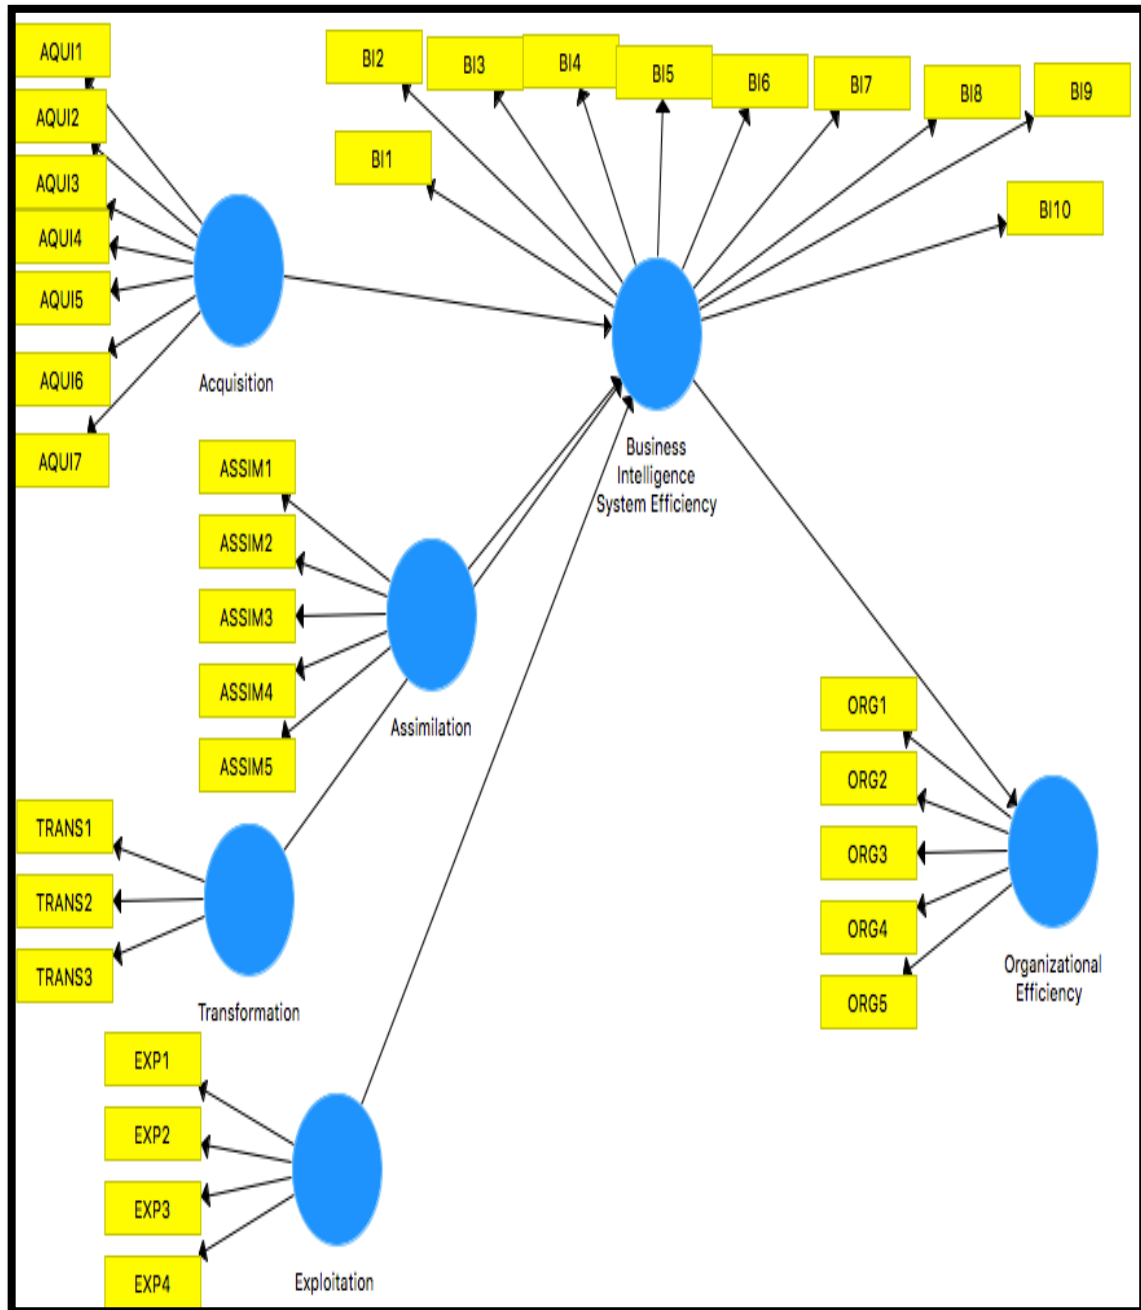 AQUI1
AQUI2
AQUI3
AQUI4
AQUI5
AQUI6
AQUI7
Acquisition
BI1
BI2
BI3
BI4
BI5
BI6
BI7
BI8
BI9
BI10
Business
Intelligence
System Efficiency
ASSIM1
ASSIM2
ASSIM3
ASSIM4
ASSIM5
Assimilation
TRANS1
TRANS2
TRANS3
Transformation
EXP1
EXP2
EXP3
EXP4
Exploitation
ORG1
ORG2
ORG3
ORG4
ORG5
Organizational
Efficiency